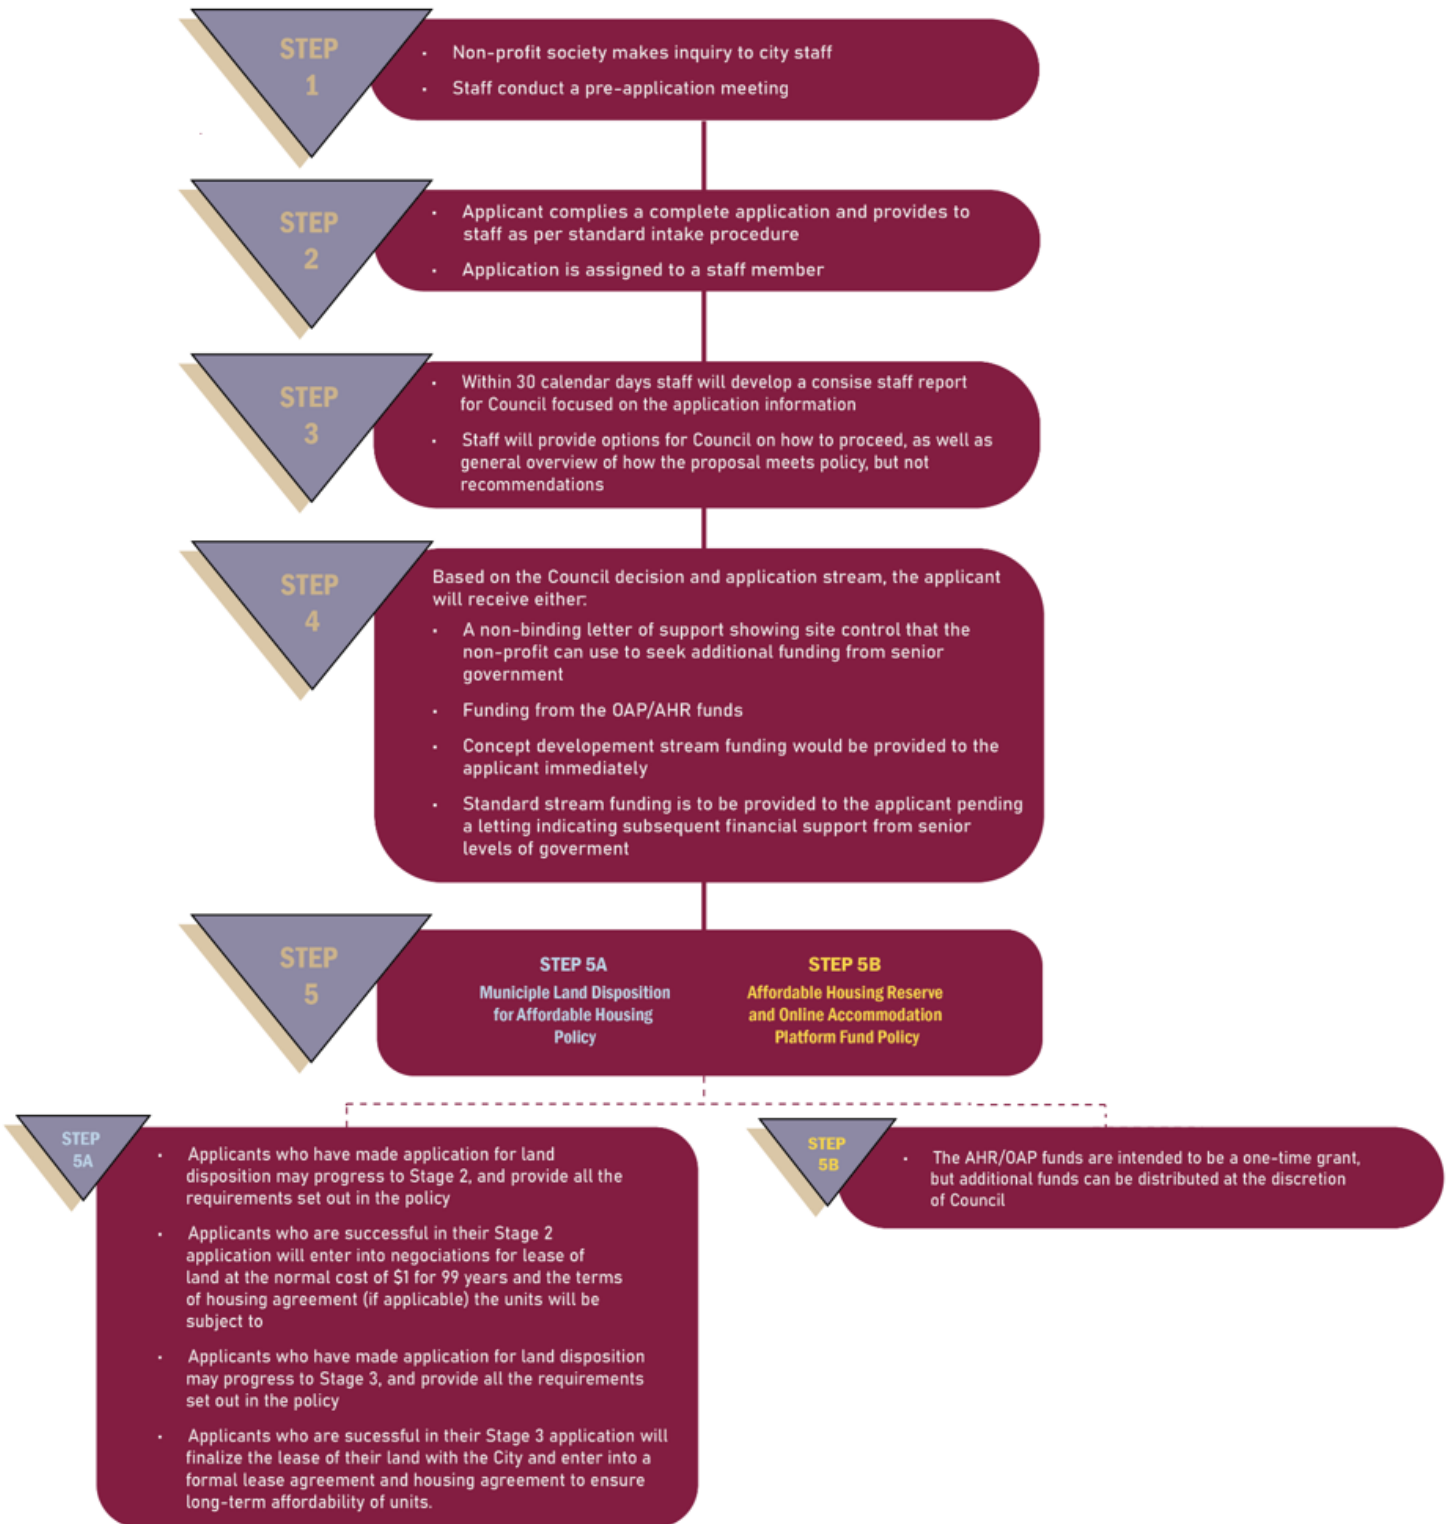 STEP
1
• Non-profit society makes inquiry to city staff
• Staff conduct a pre-application meeting
STEP
2
• Applicant complies a complete application and provides to
staff as per standard intake procedure
• Application is assigned to a staff member
STEP
3
• Within 30 calendar days staff will develop a consise staff report
for Council focused on the application information
• Staff will provide options for Council on how to proceed, as well as
general overview of how the proposal meets policy, but not
recommendations
STEP
4
Based on the Council decision and application stream, the applicant
will receive either:
• A non-binding letter of support showing site control that the
non-profit can use to seek additional funding from senior
government
• Funding from the OAP/AHR funds
• Concept developement stream funding would be provided to the
applicant immediately
• Standard stream funding is to be provided to the applicant pending
a letting indicating subsequent financial support from senior
levels of goverment
STEP
5
STEP 5A
Municiple Land Disposition
for Affordable Housing
Policy
STEP 5B
Affordable Housing Reserve
and Online Accommodation
Platform Fund Policy
STEP
5A
• Applicants who have made application for land
disposition may progress to Stage 2, and provide all the
requirements set out in the policy
• Applicants who are successful in their Stage 2
application will enter into negociations for lease of
land at the normal cost of $1 for 99 years and the terms
of housing agreement (if applicable) the units will be
subject to
• Applicants who have made application for land disposition
may progress to Stage 3, and provide all the requirements
set out in the policy
• Applicants who are sucessful in their Stage 3 application will
finalize the lease of their land with the City and enter into a
formal lease agreement and housing agreement to ensure
long-term affordability of units.
STEP
5B
• The AHR/OAP funds are intended to be a one-time grant,
but additional funds can be distributed at the discretion
of Council